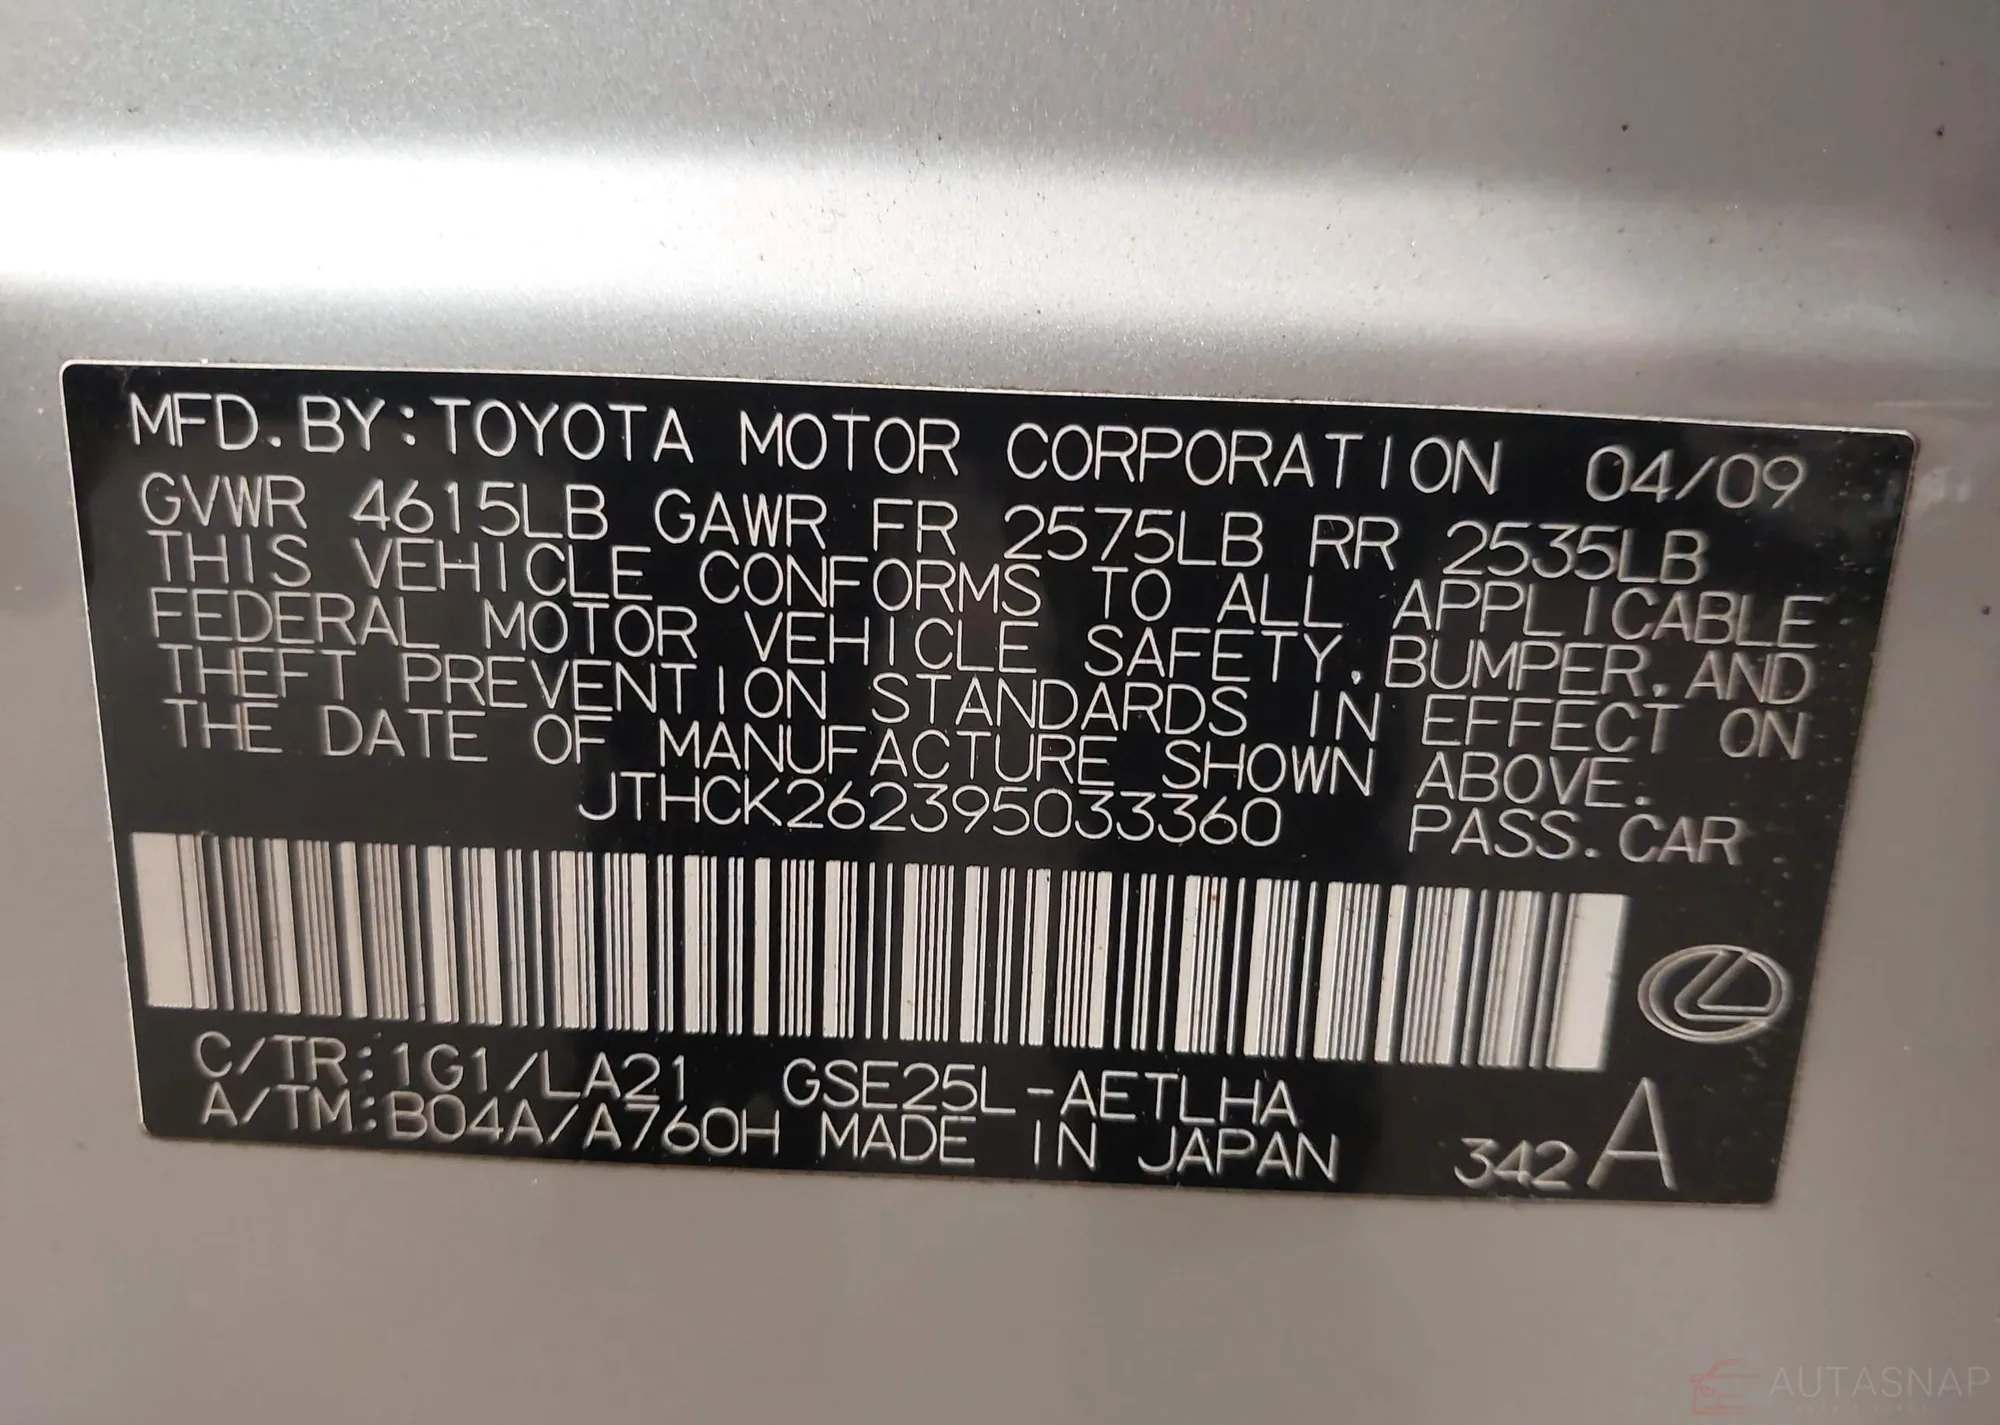 MFD. BY: TOYOTA MOTOR CORPORATION 04/09
GVWR 4615LB GAWR FR 2575LB RR 2535LB
THIS VEHICLE CONFORMS TO ALL APPLICABLE
FEDERAL MOTOR VEHICLE SAFETY, BUMPER, AND
THEFT PREVENTION STANDARDS IN EFFECT ON
THE DATE OF MANUFACTURE SHOWN ABOVE.
JTHCK262395033360 PASS. CAR
C/TR: 1G1/LA21 GSE25L-AETLHA
A/TM: B04A/A760H MADE IN JAPAN 342A
AUTASNAP